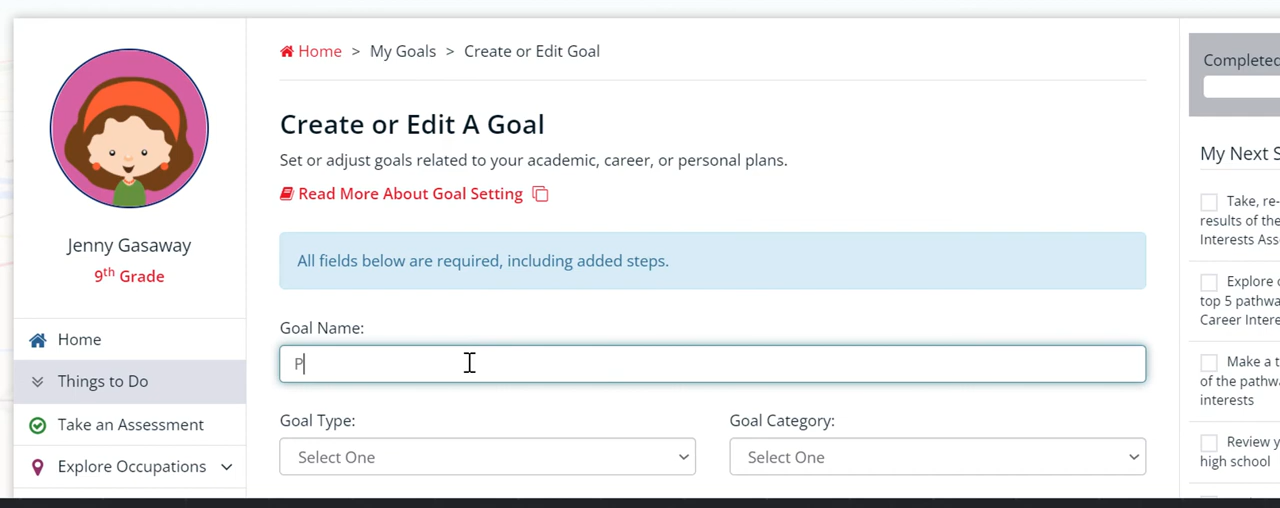 Home > My Goals > Create or Edit Goal
Create or Edit A Goal
Set or adjust goals related to your academic, career, or personal plans.
Read More About Goal Setting
All fields below are required, including added steps.
Goal Name:
P
Goal Type: Goal Category:
Select One Select One
Jenny Gasaway
9th Grade
Home
Things to Do
Take an Assessment
Explore Occupations
Completed
My Next
Take, re-
results of the
Interests
Explore
top 5
Career
Make a
of the
interests
Review
high school